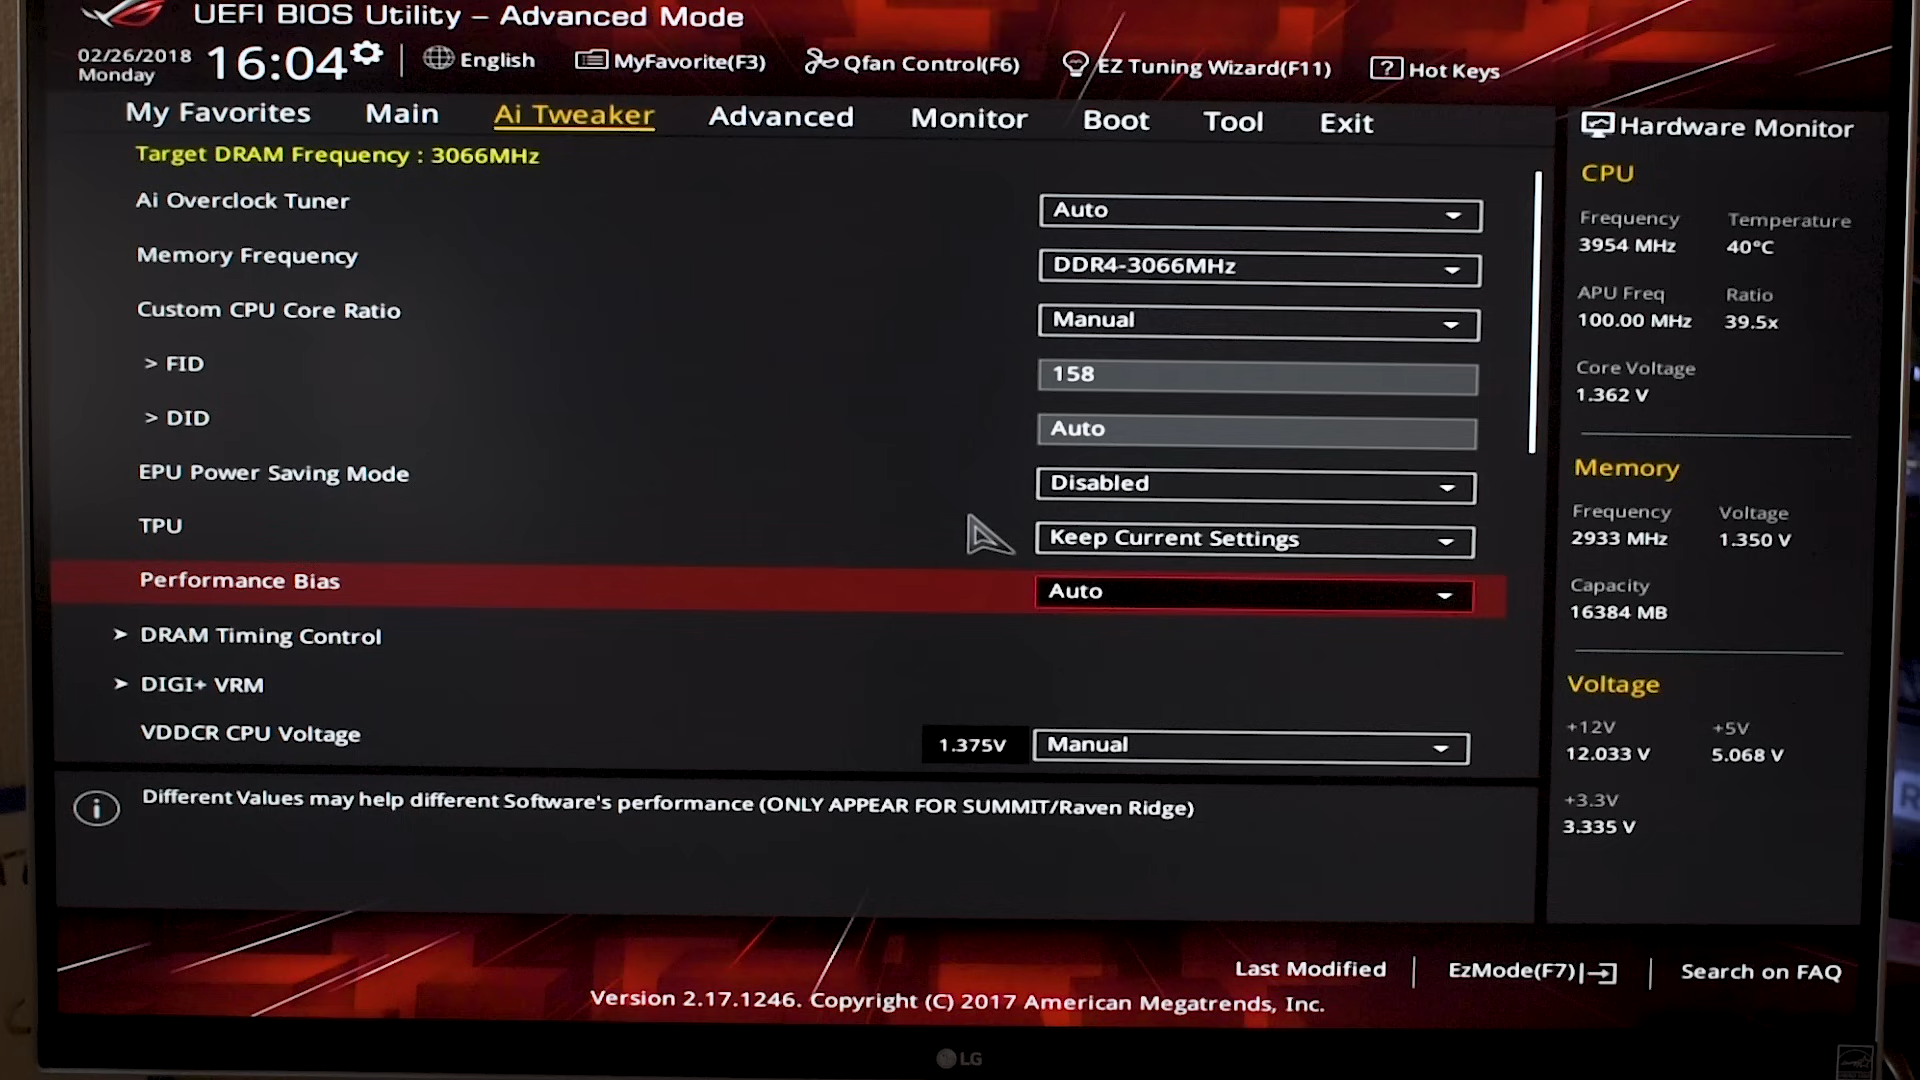 UEFI BIOS Utility – Advanced Mode
02/26/2018
Monday
16:04
English
MyFavorite(F3)
Qfan Control(F6)
EZ Tuning Wizard(F11)
? Hot Keys
My Favorites
Main
Ai Tweaker
Advanced
Monitor
Boot
Tool
Exit
Target DRAM Frequency : 3066MHz
Ai Overclock Tuner
Auto
Memory Frequency
DDR4-3066MHz
Custom CPU Core Ratio
Manual
> FID
158
> DID
Auto
EPU Power Saving Mode
Disabled
TPU
Keep Current Settings
Performance Bias
Auto
DRAM Timing Control
DIGI+ VRM
VDDCR CPU Voltage
1.375V
Manual
Different Values may help different Software's performance (ONLY APPEAR FOR SUMMIT/Raven Ridge)
Hardware Monitor
CPU
Frequency Temperature
3954 MHz 40°C
APU Freq Ratio
100.00 MHz 39.5x
Core Voltage
1.362 V
Memory
Frequency Voltage
2933 MHz 1.350 V
Capacity
16384 MB
Voltage
+12V +5V
12.033 V 5.068 V
+3.3V
3.335 V
Last Modified
EzMode(F7)
Search on FAQ
Version 2.17.1246. Copyright (C) 2017 American Megatrends, Inc.
LG